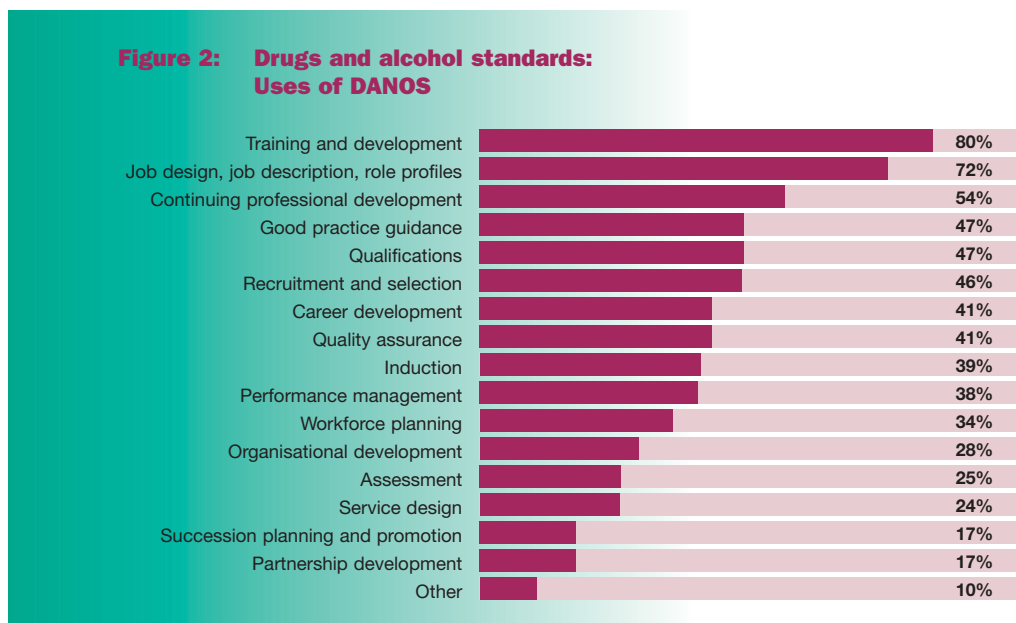 Figure 2: Drugs and alcohol standards:
Uses of DANOS
Training and development 80%
Job design, job description, role profiles 72%
Continuing professional development 54%
Good practice guidance 47%
Qualifications 47%
Recruitment and selection 46%
Career development 41%
Quality assurance 41%
Induction 39%
Performance management 38%
Workforce planning 34%
Organisational development 28%
Assessment 25%
Service design 24%
Succession planning and promotion 17%
Partnership development 17%
Other 10%